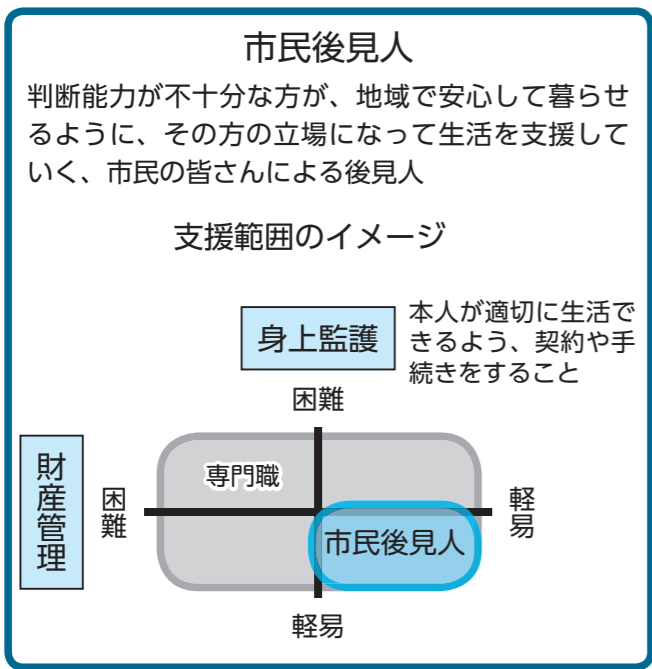 市民後見人
判断能力が不十分な方が、地域で安心して暮らせ
るように、その方の立場になって生活を支援して
いく、市民の皆さんによる後見人
支援範囲のイメージ
身上監護
本人が適切に生活で
きるよう、契約や手
続きをすること
困難
財産管理
困難
専門職
軽易
市民後見人
軽易